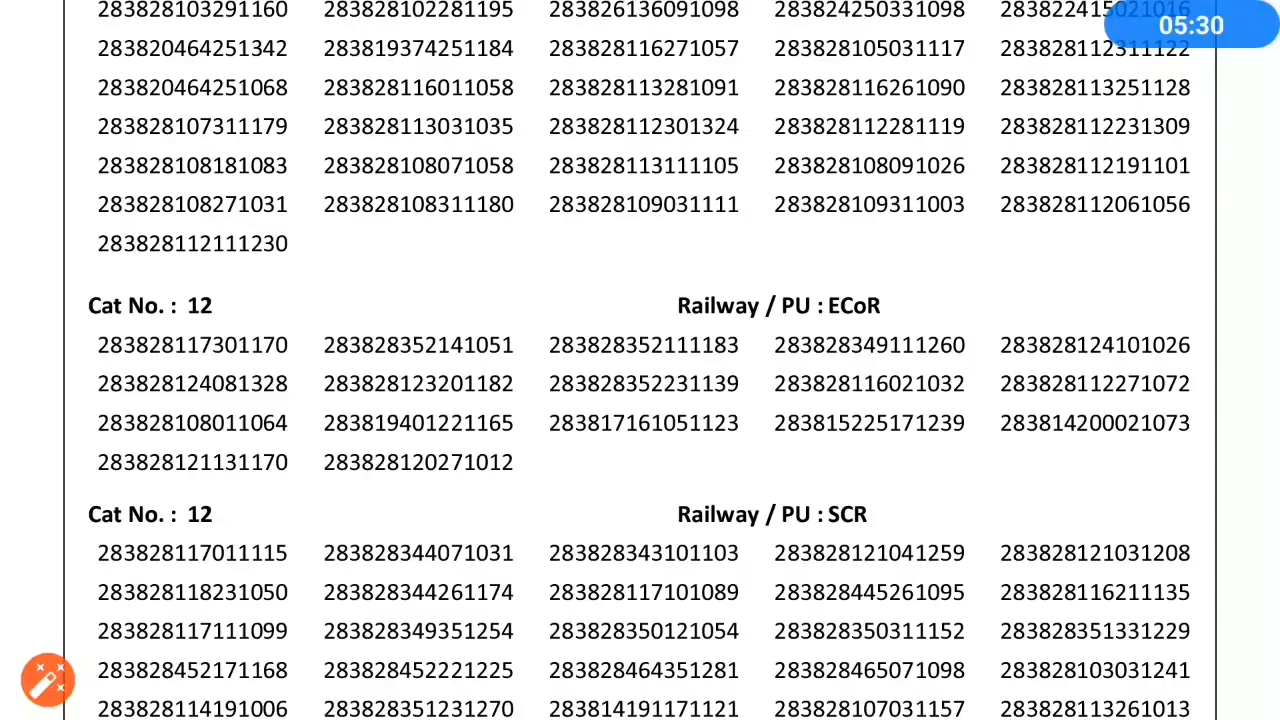 283828103291160 283828102281195 283826136091098 283824250331098 283822415021016
05:30
283820464251342 283819374251184 283828116271057 283828105031117 283828112311122
283820464251068 283828116011058 283828113281091 283828116261090 283828113251128
283828107311179 283828113031035 283828112301324 283828112281119 283828112231309
283828108181083 283828108071058 283828113111105 283828108091026 283828112191101
283828108271031 283828108311180 283828109031111 283828109311003 283828112061056
283828112111230
Cat No. : 12 Railway / PU : ECoR
283828117301170 283828352141051 283828352111183 283828349111260 283828124101026
283828124081328 283828123201182 283828352231139 283828116021032 283828112271072
283828108011064 283819401221165 283817161051123 283815225171239 283814200021073
283828121131170 283828120271012
Cat No. : 12 Railway / PU : SCR
283828117011115 283828344071031 283828343101103 283828121041259 283828121031208
283828118231050 283828344261174 283828117101089 283828445261095 283828116211135
283828117111099 283828349351254 283828350121054 283828350311152 283828351331229
283828452171168 283828452221225 283828464351281 283828465071098 283828103031241
283828114191006 283828351231270 283814191171121 283828107031157 283828113261013